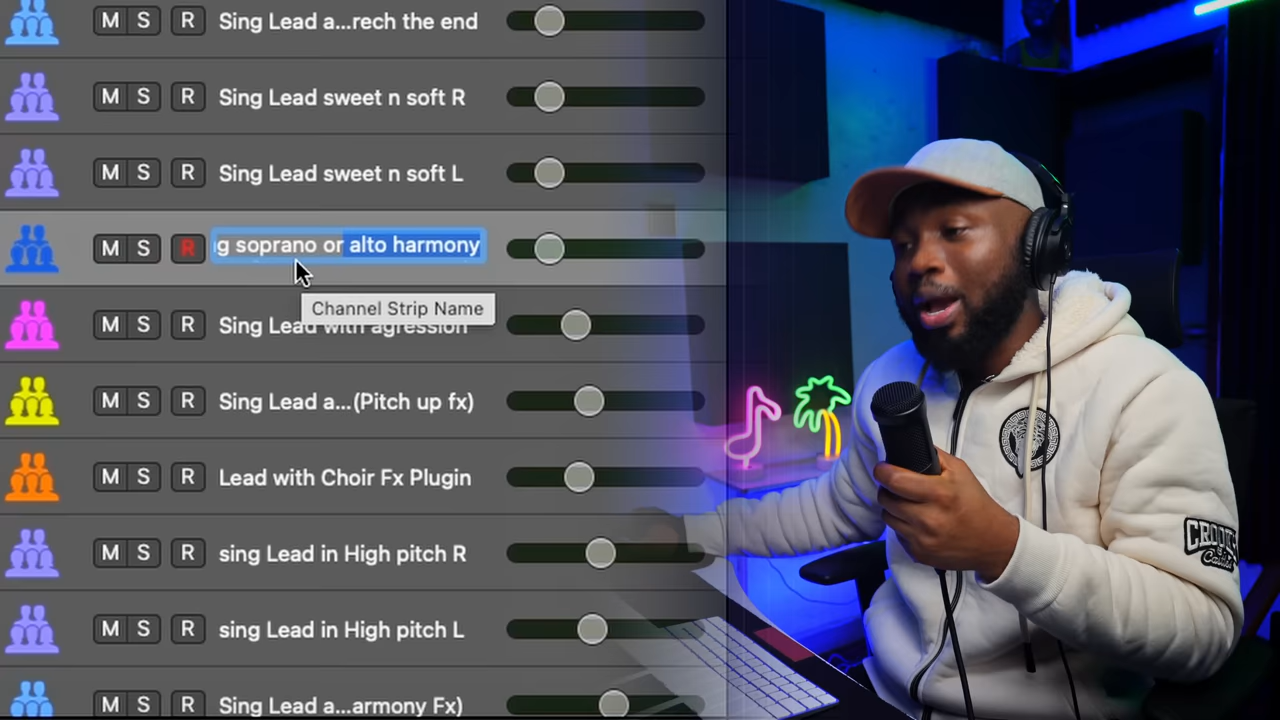 M S R Sing Lead a...rech the end
M S R Sing Lead sweet n soft R
M S R Sing Lead sweet n soft L
M S R g soprano or alto harmony
Channel Strip Name
M S R Sing Lead with agression
M S R Sing Lead a...(Pitch up fx)
M S R Lead with Choir Fx Plugin
M S R sing Lead in High pitch R
M S R sing Lead in High pitch L
M S R Sing Lead a...armony Fx)
CROOKS
Castles